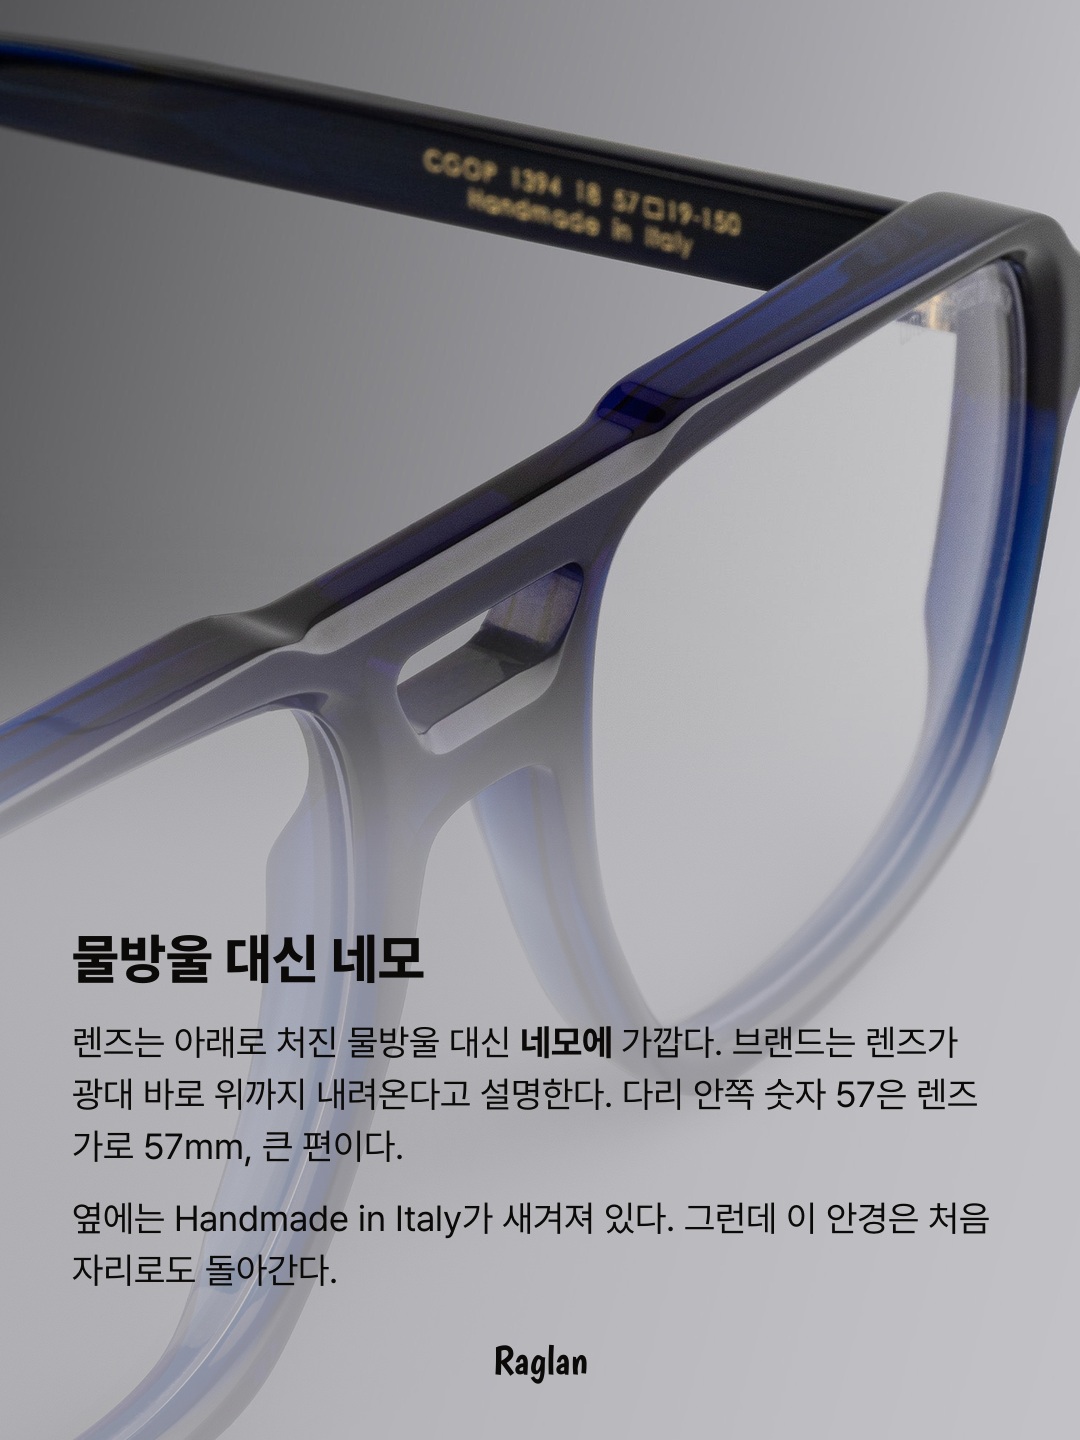 CGOP 1394 18 57□19-150
Handmade in Italy
물방울 대신 네모
렌즈는 아래로 처진 물방울 대신 네모에 가깝다. 브랜드는 렌즈가
광대 바로 위까지 내려온다고 설명한다. 다리 안쪽 숫자 57은 렌즈
가로 57mm, 큰 편이다.
옆에는 Handmade in Italy가 새겨져 있다. 그런데 이 안경은 처음
자리로도 돌아간다.
Raglan